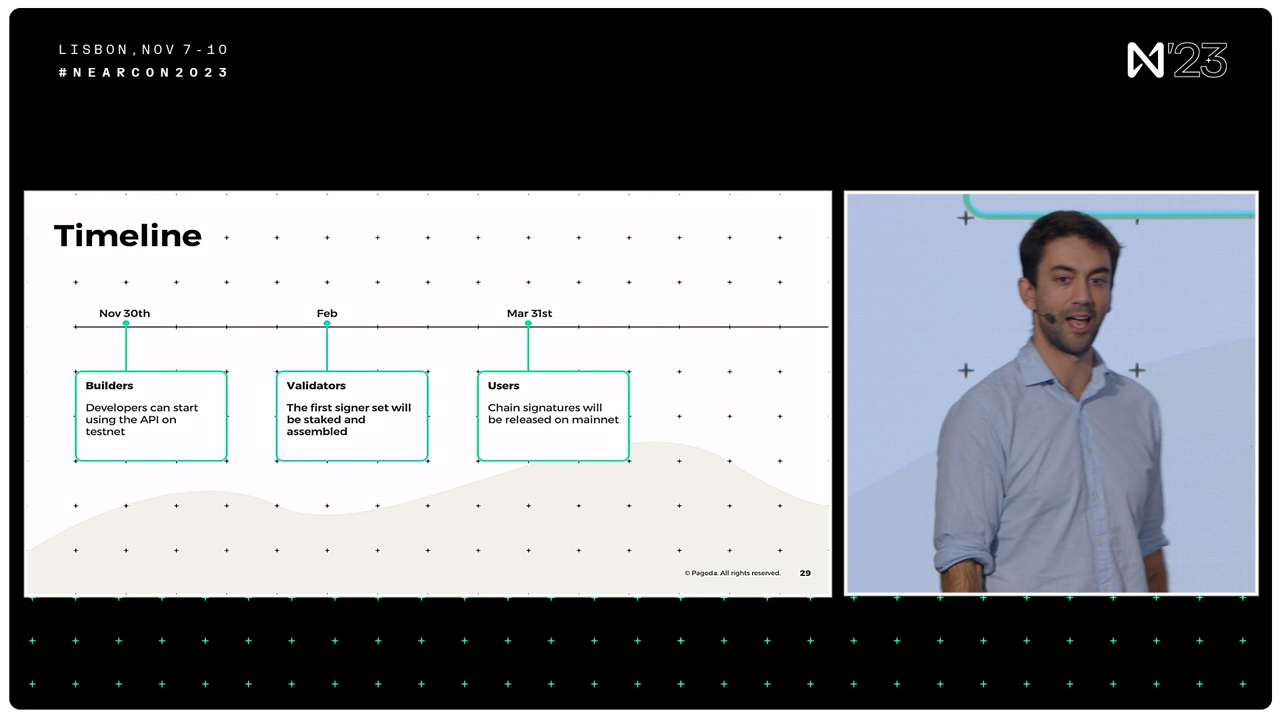 LISBON, NOV 7-10
#NEARCON2023
N'23
Timeline
Nov 30th
Feb
Mar 31st
Builders
Developers can start
using the API on
testnet
Validators
The first signer set will
be staked and
assembled
Users
Chain signatures will
be released on mainnet
© Pagoda. All rights reserved.
29